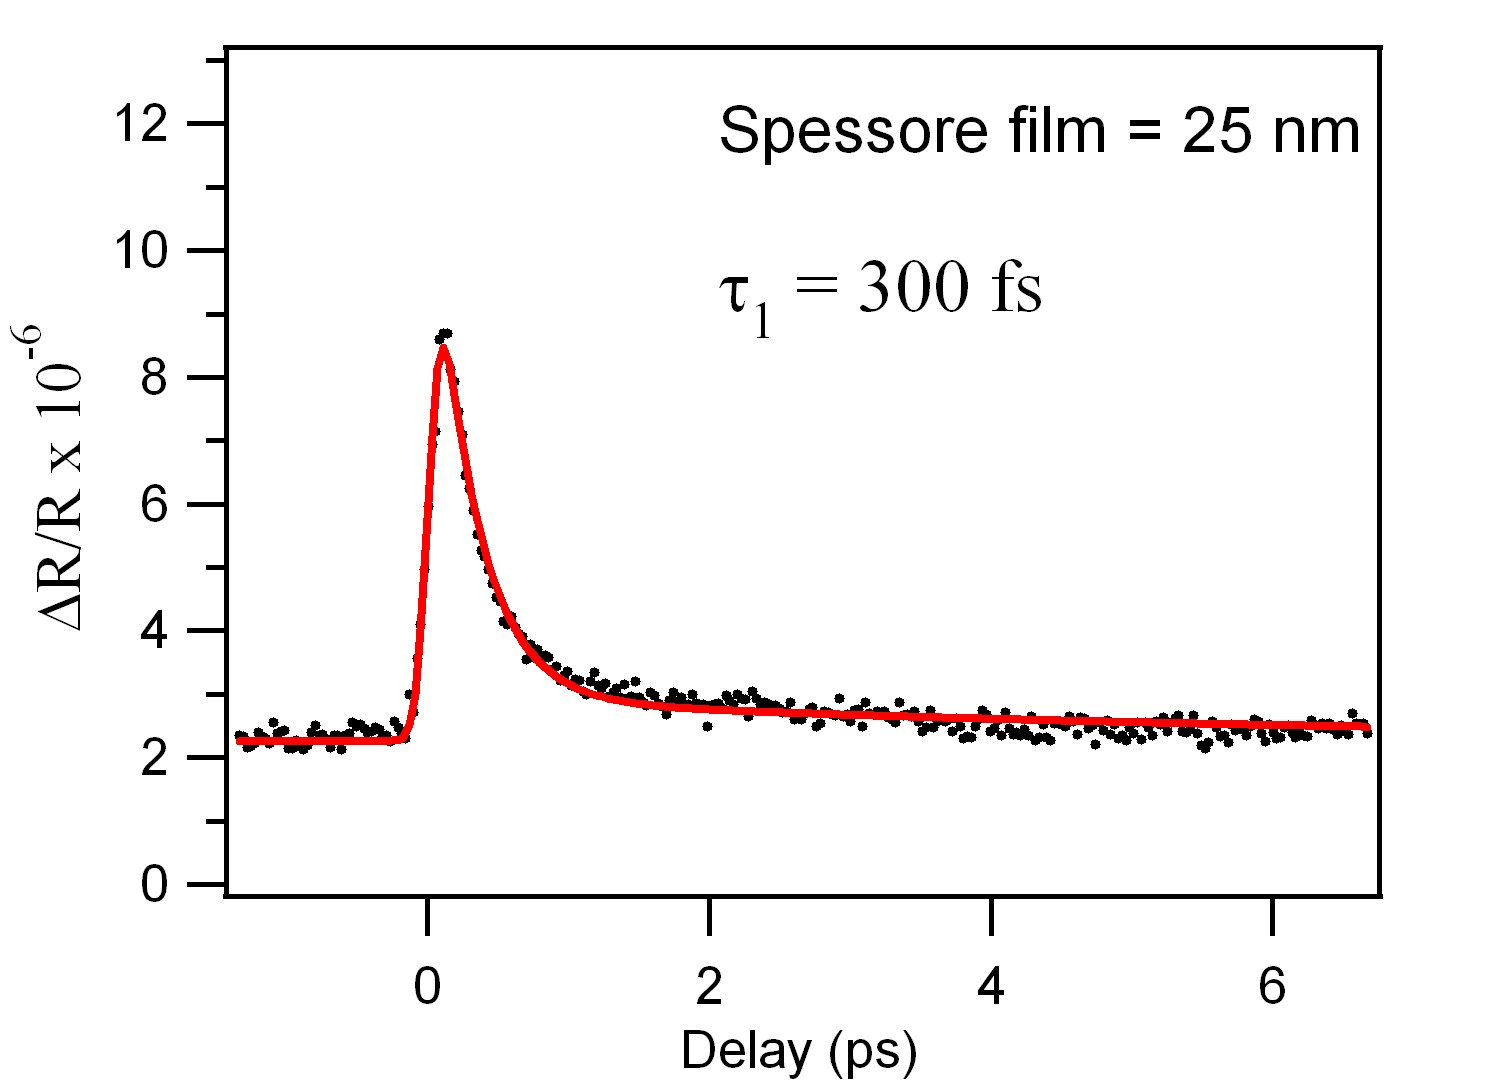 Spessore film = 25 nm
τ1 = 300 fs
ΔR/R x 10-6
12
10
8
6
4
2
0
0 2 4 6
Delay (ps)